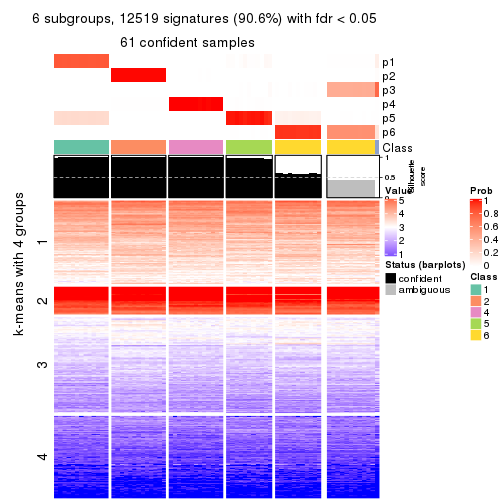 6 subgroups, 12519 signatures (90.6%) with fdr < 0.05
61 confident samples
p1
p2
p3
p4
p5
p6
Class
1
0.5
0
Silhouette
score
k-means with 4 groups
1
2
3
4
Value
5
4
3
2
1
Status (barplots)
confident
ambiguous
Prob
1
0.8
0.6
0.4
0.2
0
Class
1
2
4
5
6